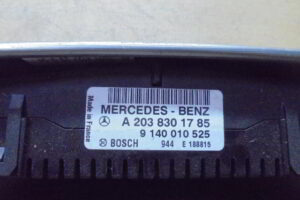 Made in France
MERCEDES - BENZ
A 203 830 17 85
9 140 010 525
BOSCH 944 E 188815